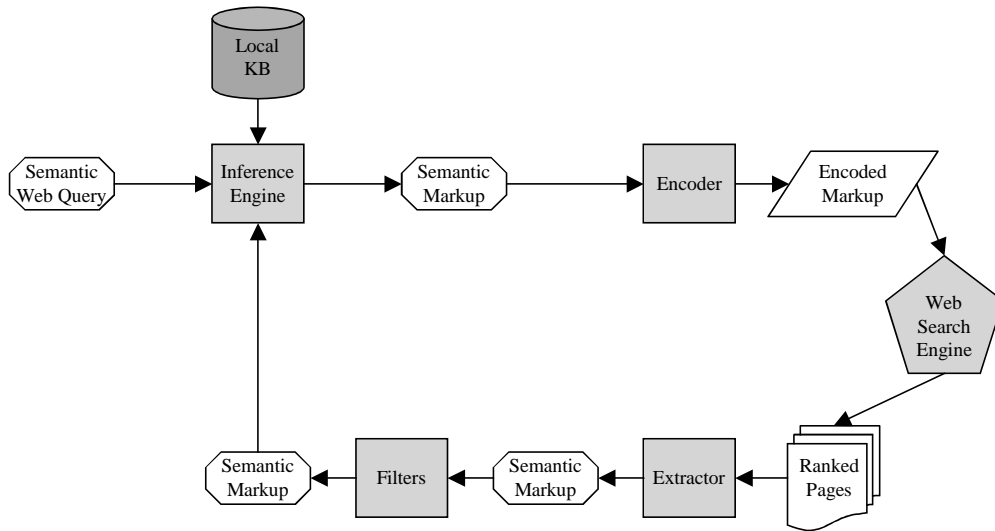 Local
KB
Semantic
Web Query
Inference
Engine
Semantic
Markup
Encoder
Encoded
Markup
Web
Search
Engine
Semantic
Markup
Filters
Semantic
Markup
Extractor
Ranked
Pages